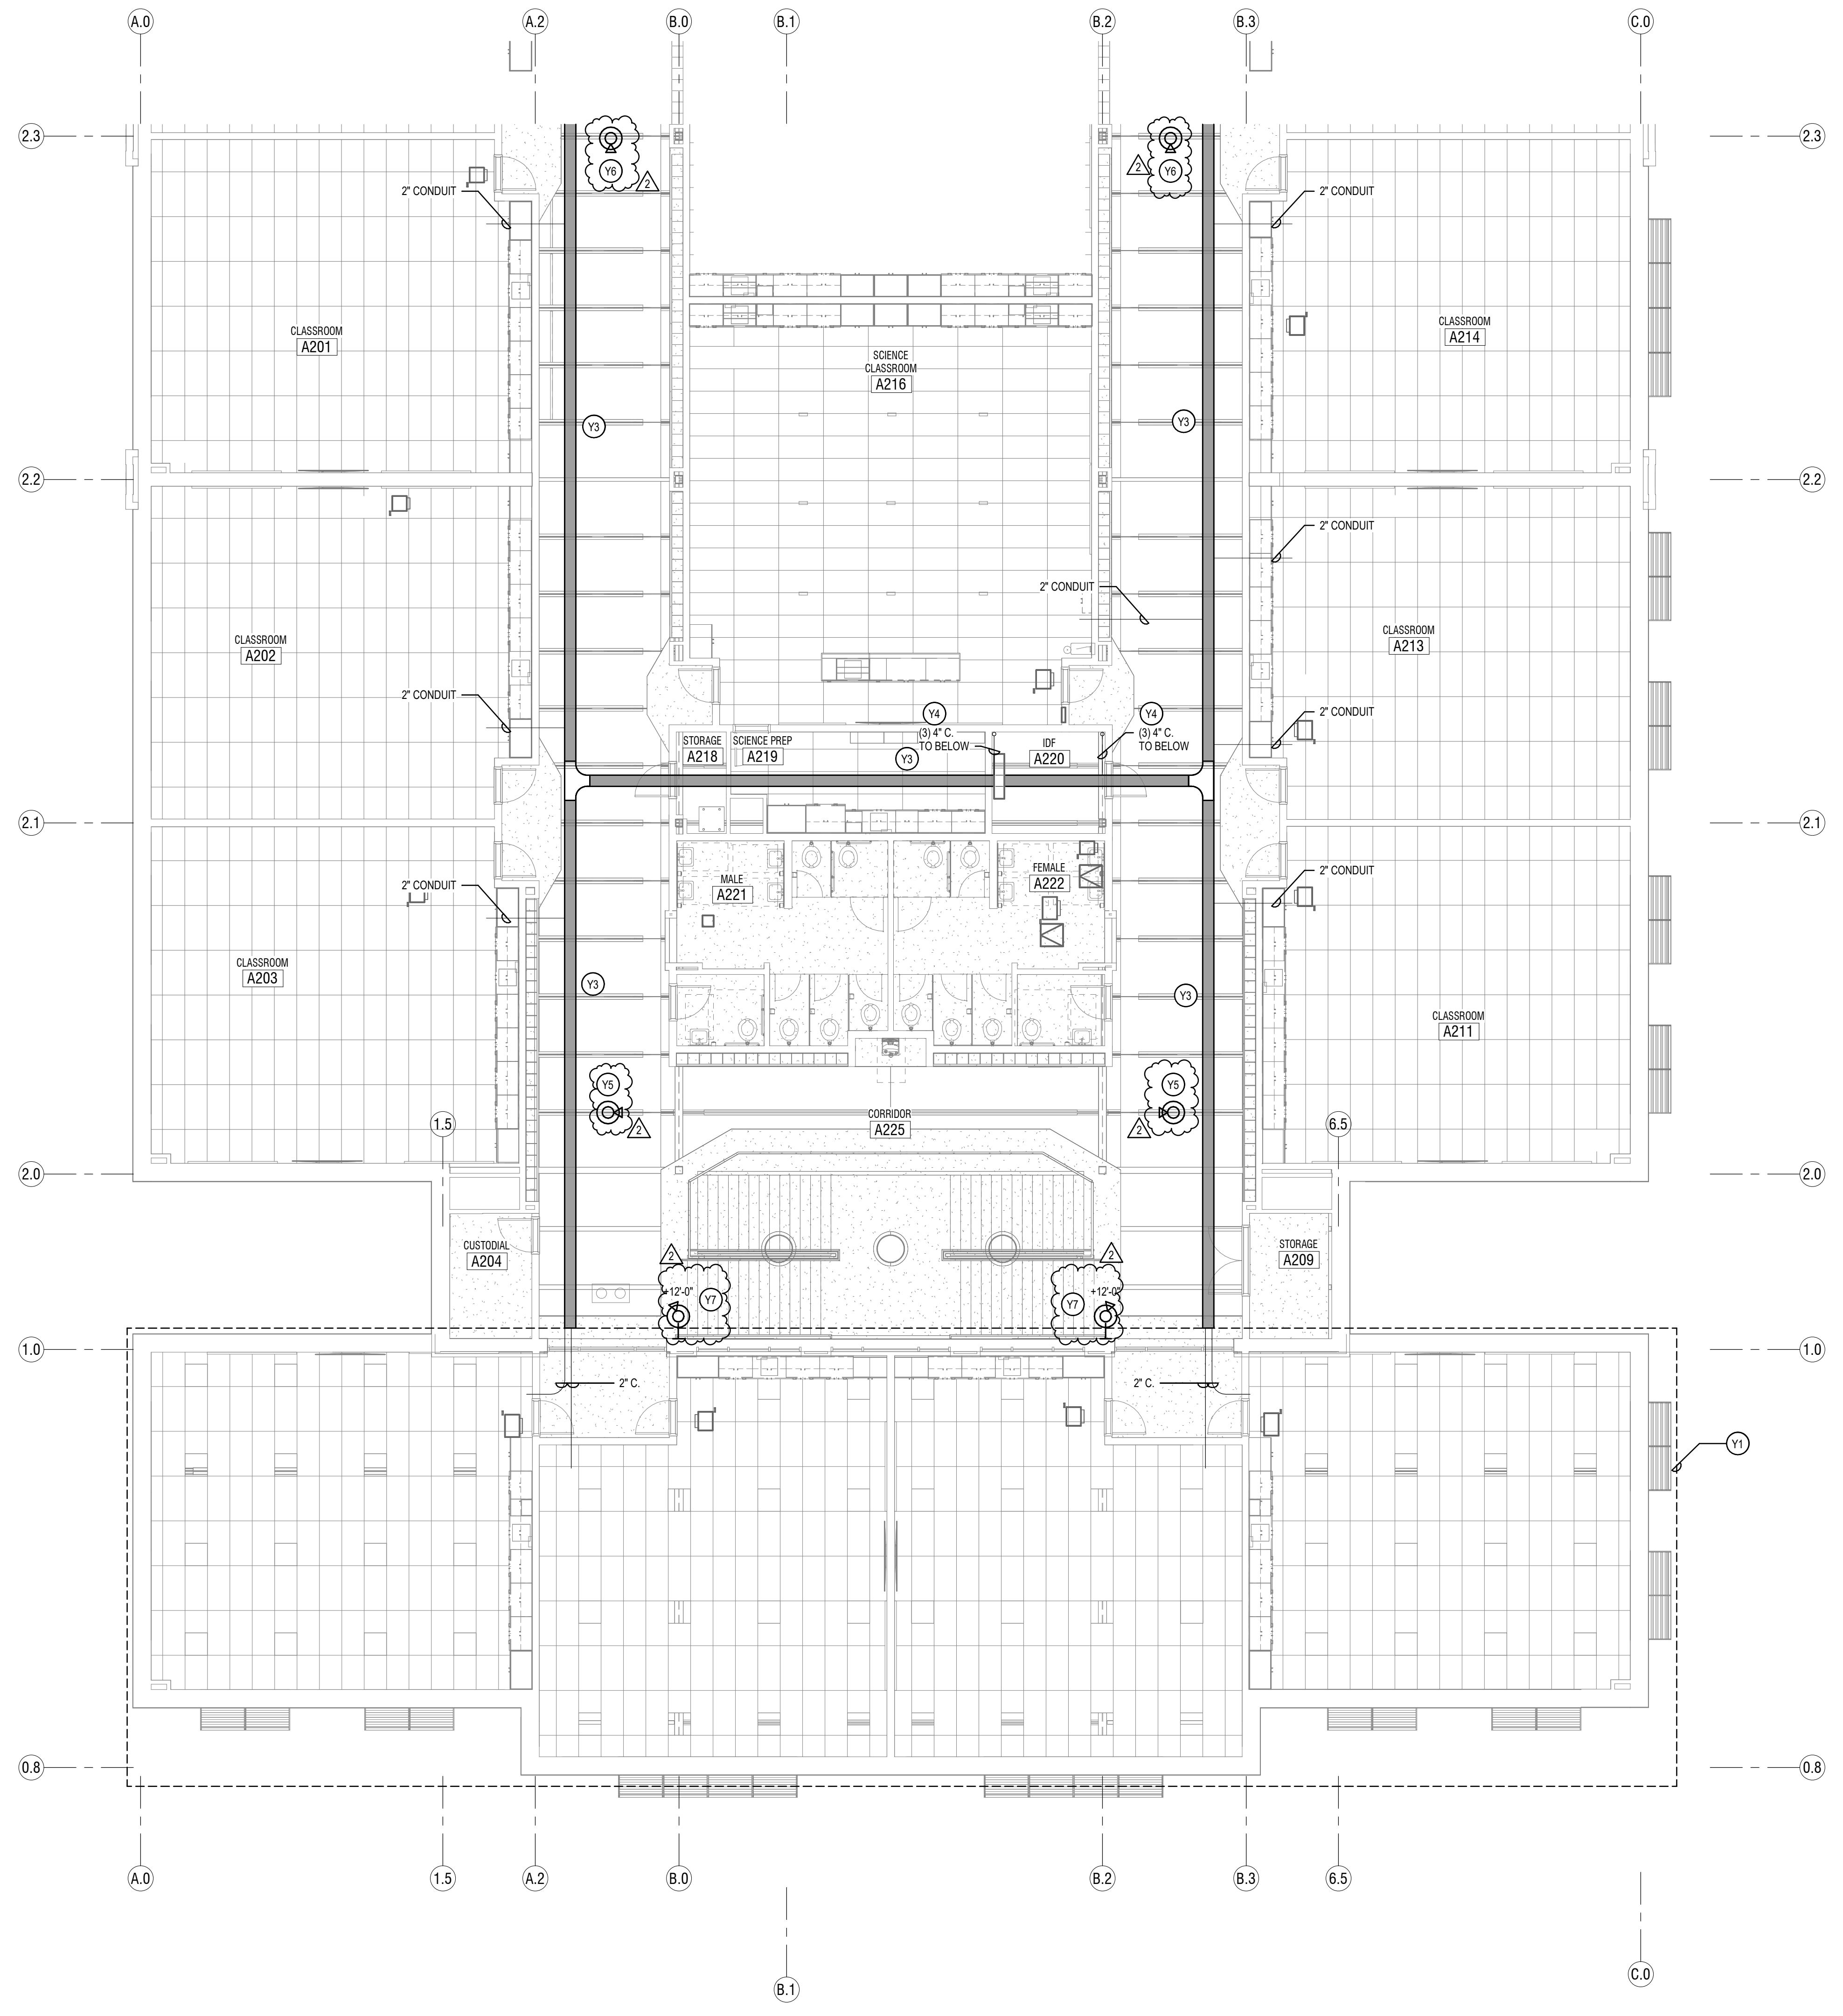 A.0
A.2
B.0
B.1
B.2
B.3
C.0
2.3
2.3
Y6
2
2
Y6
2" CONDUIT
2" CONDUIT
CLASSROOM
A201
SCIENCE
CLASSROOM
A216
CLASSROOM
A214
Y3
Y3
2.2
2.2
2" CONDUIT
2" CONDUIT
CLASSROOM
A202
CLASSROOM
A213
2" CONDUIT
2" CONDUIT
Y4
(3) 4" C.
TO BELOW
Y4
(3) 4" C.
TO BELOW
STORAGE
A218
SCIENCE PREP
A219
Y3
IDF
A220
2.1
2.1
MALE
A221
FEMALE
A222
2" CONDUIT
2" CONDUIT
CLASSROOM
A203
Y3
Y3
CLASSROOM
A211
Y5
2
Y5
2
CORRIDOR
A225
1.5
6.5
2.0
2.0
CUSTODIAL
A204
STORAGE
A209
2
2
+12'-0"
Y7
Y7
+12'-0"
1.0
1.0
2" C.
2" C.
Y1
0.8
0.8
A.0
1.5
A.2
B.0
B.2
B.3
6.5
B.1
C.0